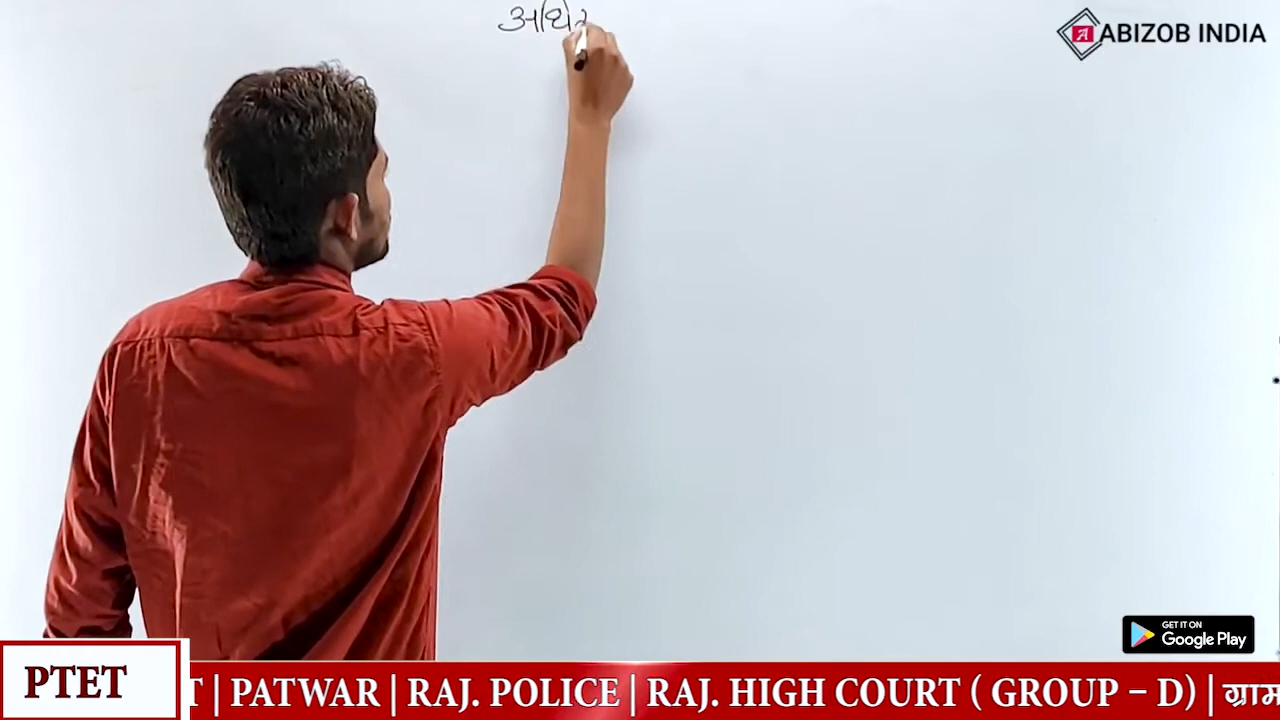 ABIZOB INDIA
GET IT ON
Google Play
PTET
T | PATWAR | RAJ. POLICE | RAJ. HIGH COURT ( GROUP – D) | ग्राम